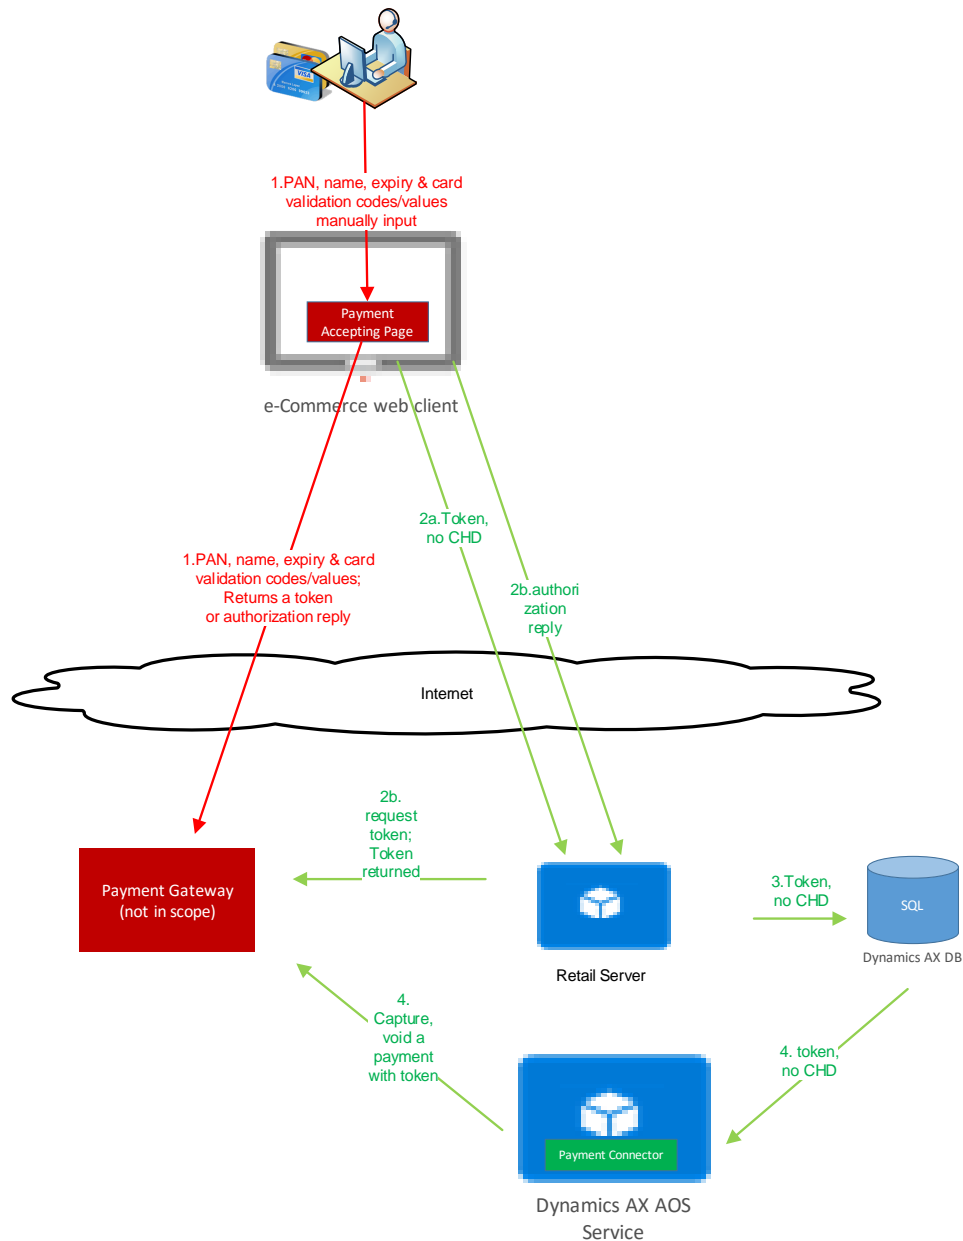 VISA
1.PAN, name, expiry & card
validation codes/values
manually input
Payment
Accepting Page
e-Commerce web client
2a.Token,
no CHD
1.PAN, name, expiry & card
validation codes/values;
Returns a token
or authorization reply
2b.authori
zation
reply
Internet
2b.
request
token;
Token
returned
Payment Gateway
(not in scope)
3.Token,
no CHD
SQL
Dynamics AX DB
Retail Server
4.
Capture,
void a
payment
with token
4. token,
no CHD
Payment Connector
Dynamics AX AOS
Service